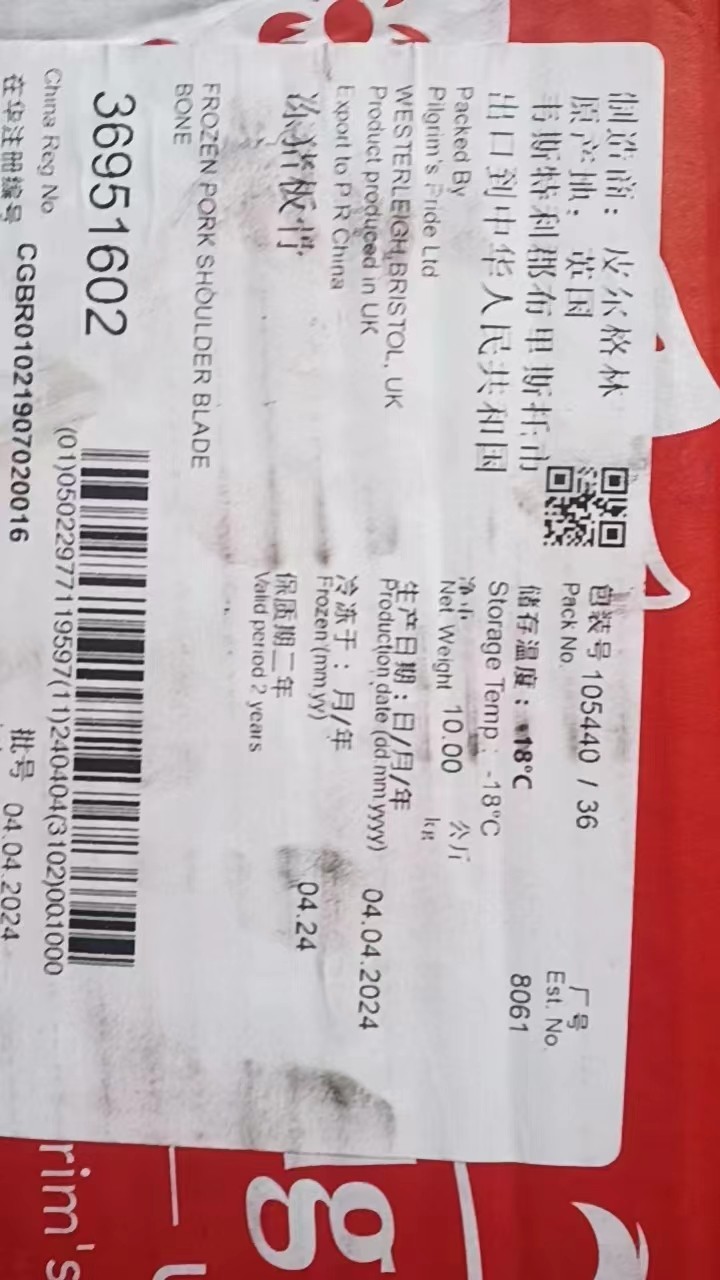 制造商：皮尔格林
原产地：英国
韦斯特利郡布里斯托市
出口到中华人民共和国
Packed By
Pilgrim's Pride Ltd
WESTERLEIGH,BRISTOL, UK
Product produced in UK
Export to P R China
冻猪板骨
FROZEN PORK SHOULDER BLADE
BONE
包装号 105440 / 36
Pack No.
厂号
Est. No.
8061
储存温度：-18°C
Storage Temp : -18°C
净重
Net Weight 10.00 公斤
kg
生产日期：日/月/年
Production date (dd.mm.yyyy) 04.04.2024
冷冻于：月/年
Frozen (mm.yy) 04.24
保质期二年
Valid period 2 years
36951602
(01)05022977119597(11)240404(3102)001000
China Reg No
在华注册编号 CGBR01021907020016
批号 04.04.2024
g
rim's